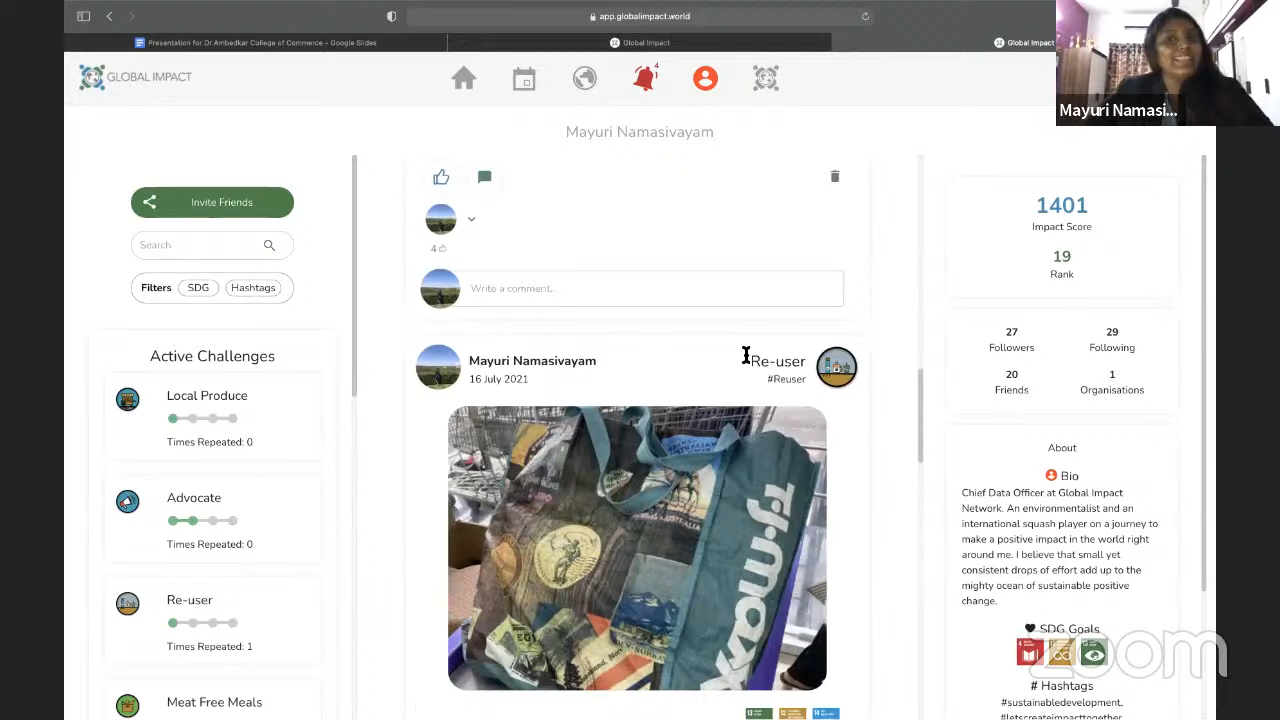 app.globalimpact.world
Presentation for Dr.Ambedkar College of Commerce - Google Slides
Global Impact
Global Impact
GLOBAL IMPACT
4
Mayuri Namasi...
Mayuri Namasivayam
Invite Friends
Search
Filters SDG Hashtags
Active Challenges
Local Produce
Times Repeated: 0
Advocate
Times Repeated: 0
Re-user
Times Repeated: 1
Meat Free Meals
4
Write a comment...
Mayuri Namasivayam
16 July 2021
Re-user
#Reuser
WOMAD
1401
Impact Score
19
Rank
27
Followers
29
Following
20
Friends
1
Organisations
About
Bio
Chief Data Officer at Global Impact
Network. An environmentalist and an
international squash player on a journey to
make a positive impact in the world right
around me. I believe that small yet
consistent drops of effort add up to the
mighty ocean of sustainable positive
change.
SDG Goals
# Hashtags
#sustainabledevelopment,
#letscreateimpacttogether
zoom